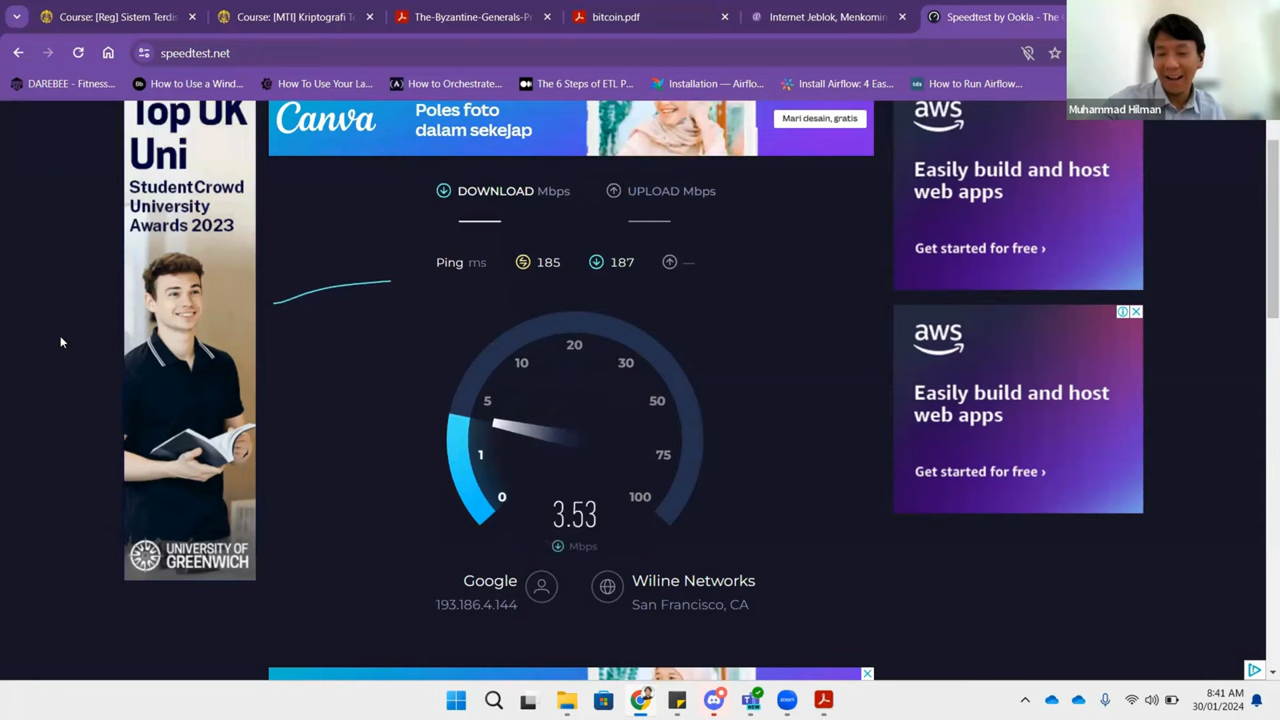 Course: [Reg] Sistem Terdis
Course: [MTI] Kriptografi Te
The-Byzantine-Generals-Pr
bitcoin.pdf
Internet Jeblok, Menkomin
Speedtest by Ookla - The G
speedtest.net
DAREBEE - Fitness...
How to Use a Wind...
How To Use Your La...
How to Orchestrate...
The 6 Steps of ETL P...
Installation — Airflo...
Install Airflow: 4 Eas...
How to Run Airflow...
Muhammad Hilman
Top UK
Uni
StudentCrowd
University
Awards 2023
UNIVERSITY OF
GREENWICH
Canva
Poles foto
dalam sekejap
Mari desain, gratis
DOWNLOAD Mbps
UPLOAD Mbps
Ping ms
185
187
—
0
1
5
10
20
30
50
75
100
3.53
Mbps
Google
193.186.4.144
Wiline Networks
San Francisco, CA
aws
Easily build and host
web apps
Get started for free ›
aws
Easily build and host
web apps
Get started for free ›
8:41 AM
30/01/2024